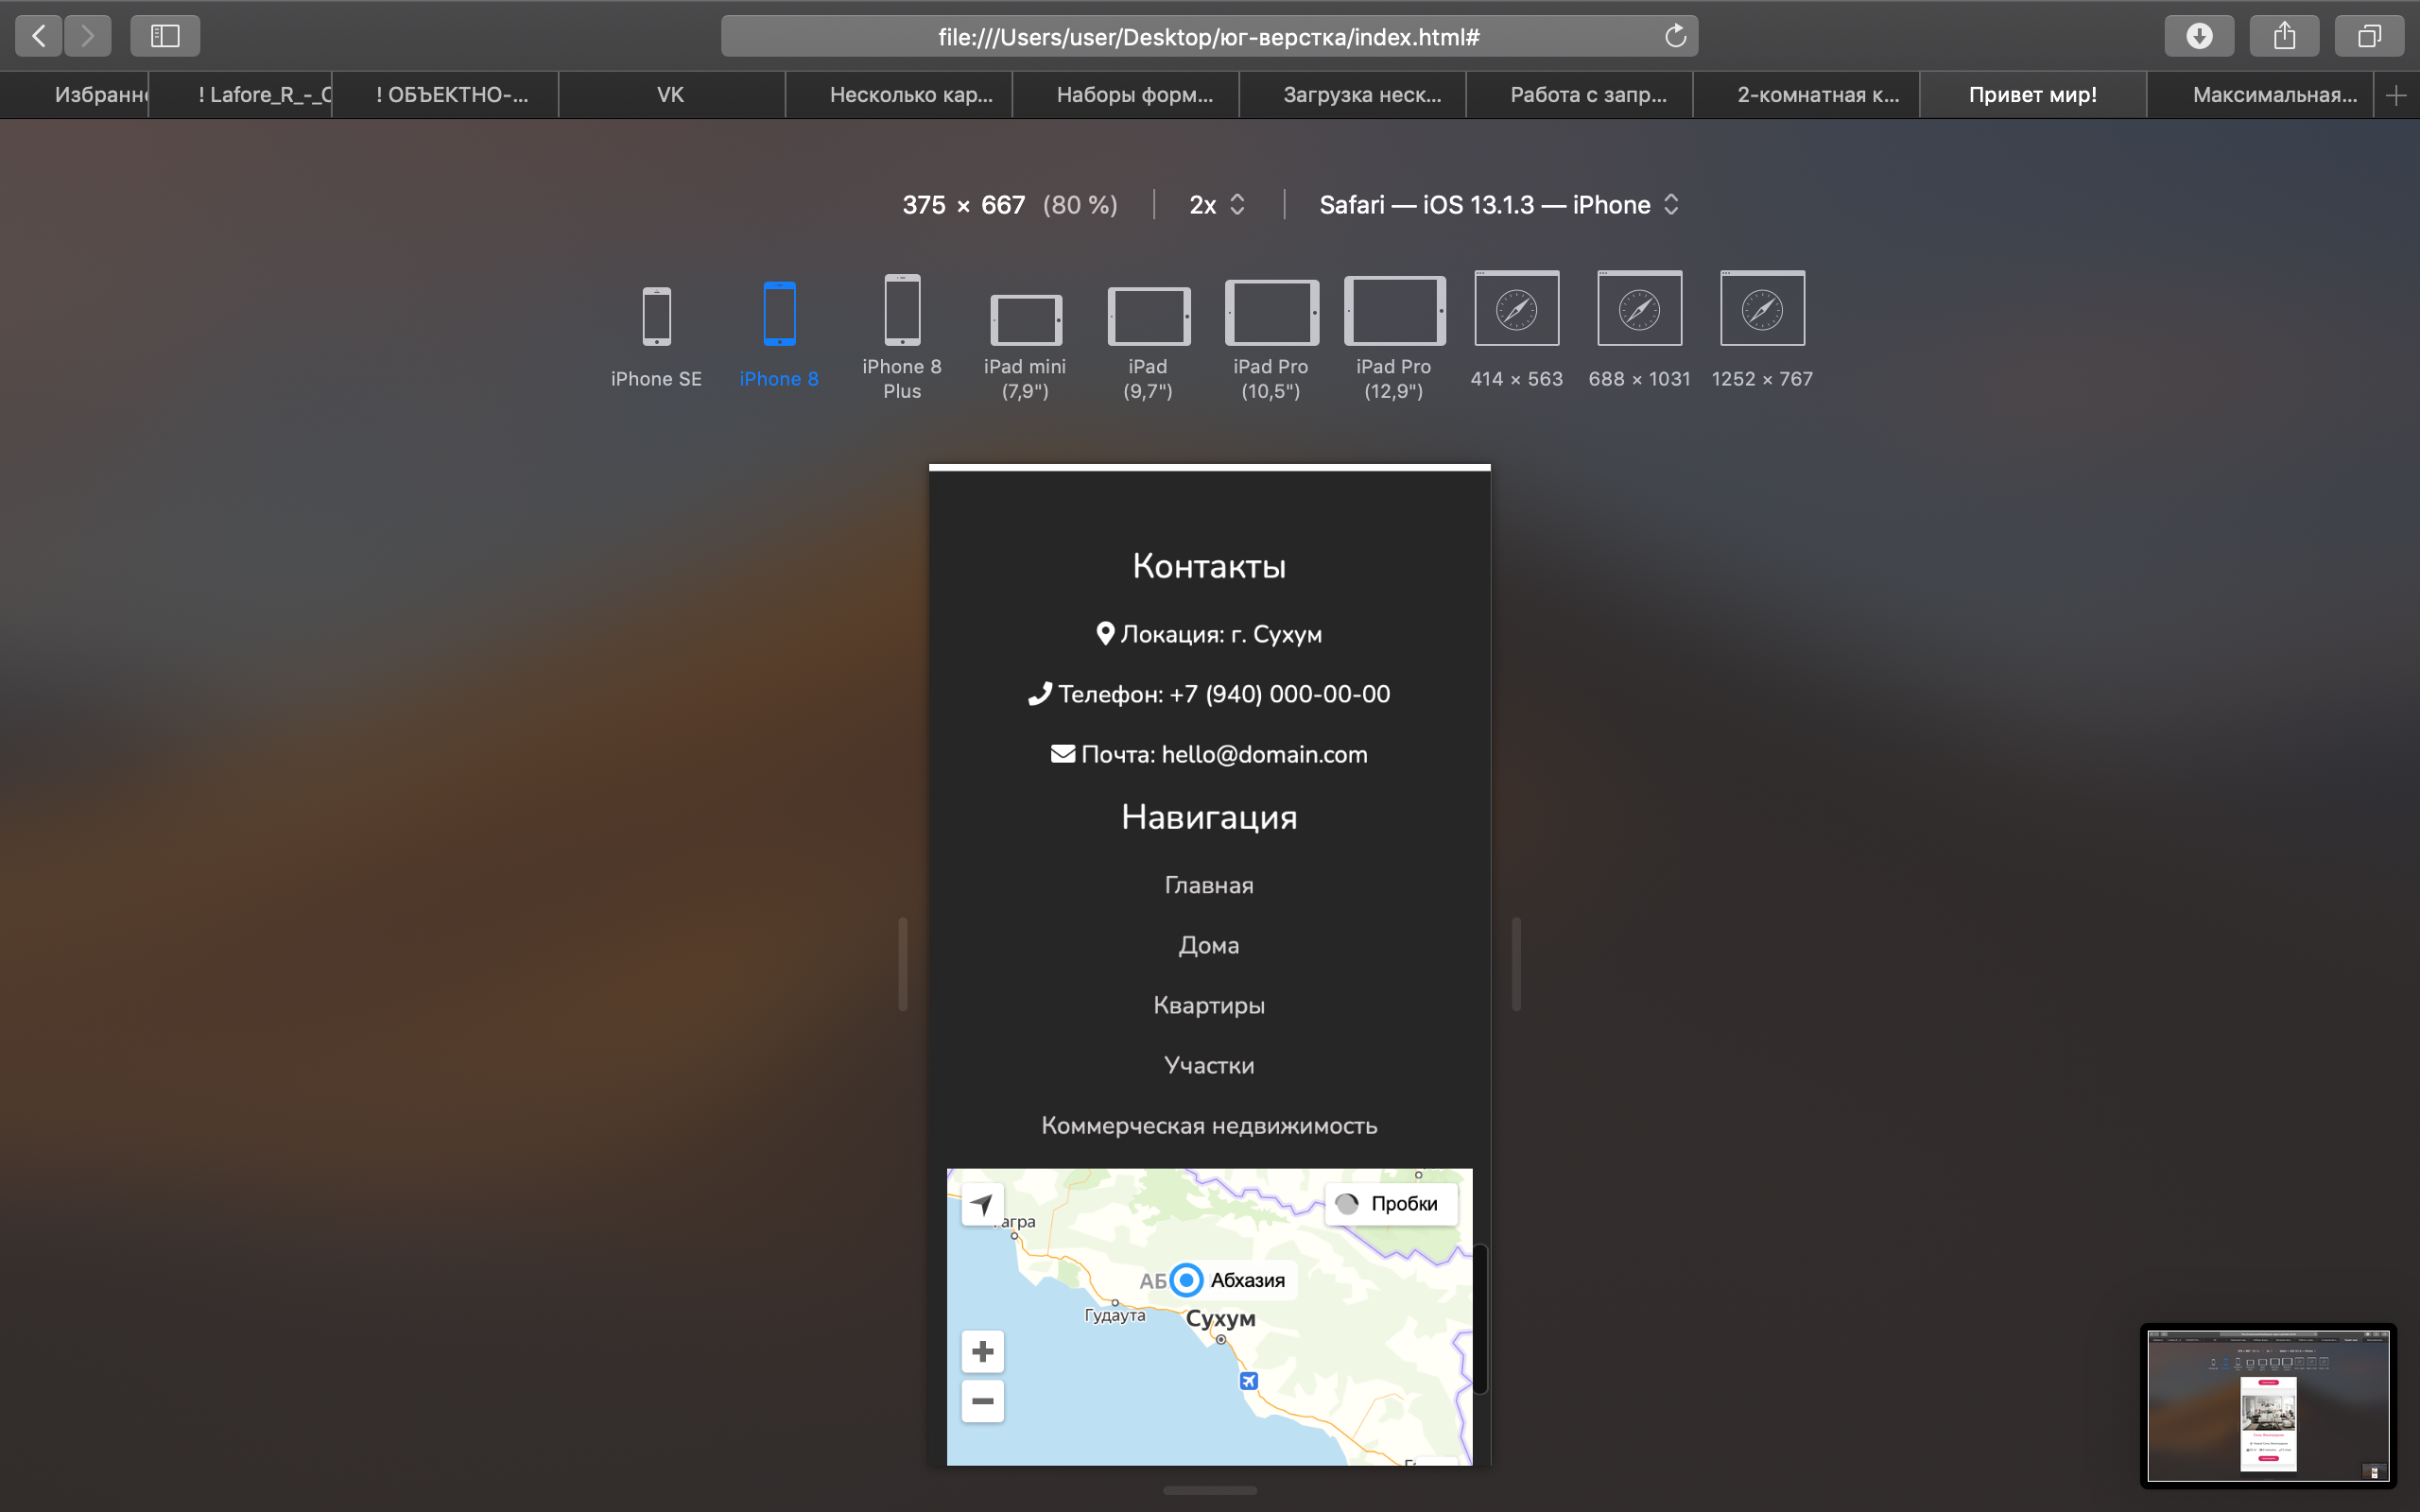 file:///Users/user/Desktop/юг-верстка/index.html#
Избранн
! Lafore_R_-_
! ОБЪЕКТНО-...
VK
Несколько кар...
Наборы форм...
Загрузка неск...
Работа с запр...
2-комнатная к...
Привет мир!
Максимальная...
375 × 667 (80 %)
2x
Safari — iOS 13.1.3 — iPhone
iPhone SE
iPhone 8
iPhone 8
Plus
iPad mini
(7,9")
iPad
(9,7")
iPad Pro
(10,5")
iPad Pro
(12,9")
414 × 563
688 × 1031
1252 × 767
Контакты
Локация: г. Сухум
Телефон: +7 (940) 000-00-00
Почта: hello@domain.com
Навигация
Главная
Дома
Квартиры
Участки
Коммерческая недвижимость
Пробки
агра
АБ
Абхазия
Гудаута
Сухум